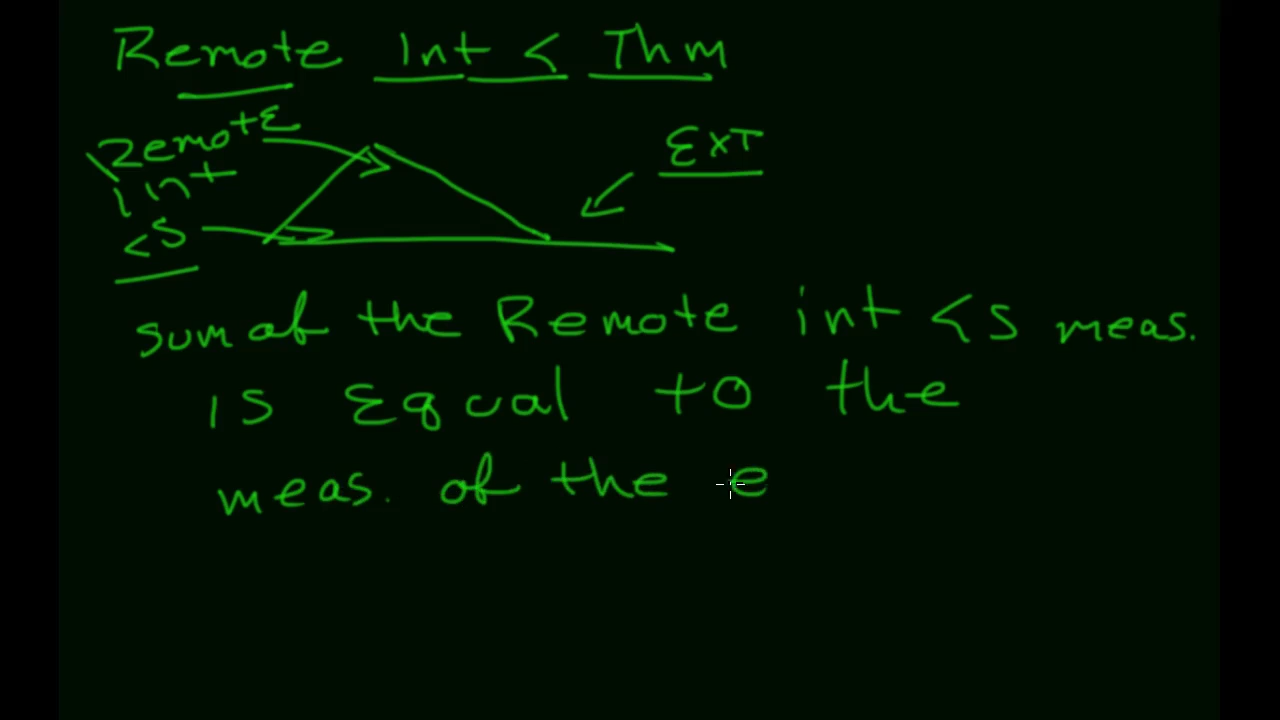 Remote Int < Thm
Remote
int
<S
EXT
sum of the Remote int <S meas.
is Equal to the
meas. of the e